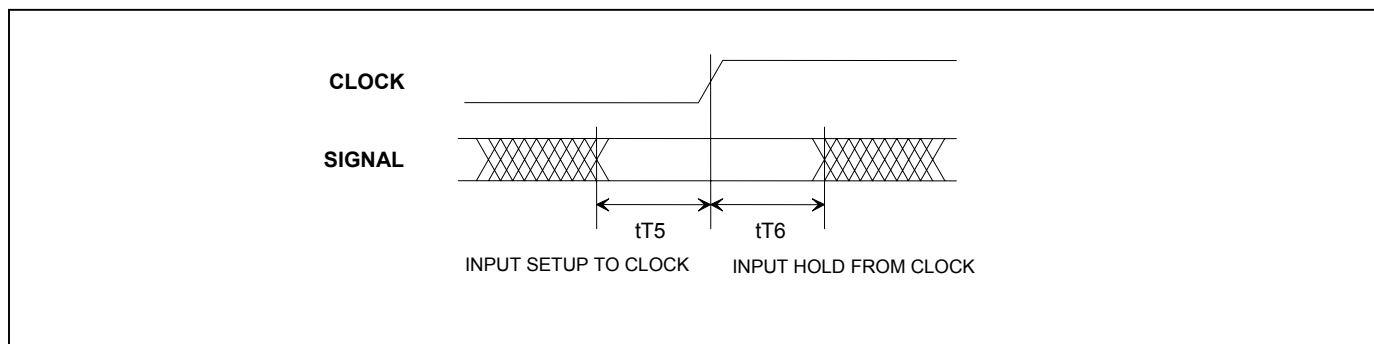 CLOCK
SIGNAL
tT5 tT6
INPUT SETUP TO CLOCK INPUT HOLD FROM CLOCK